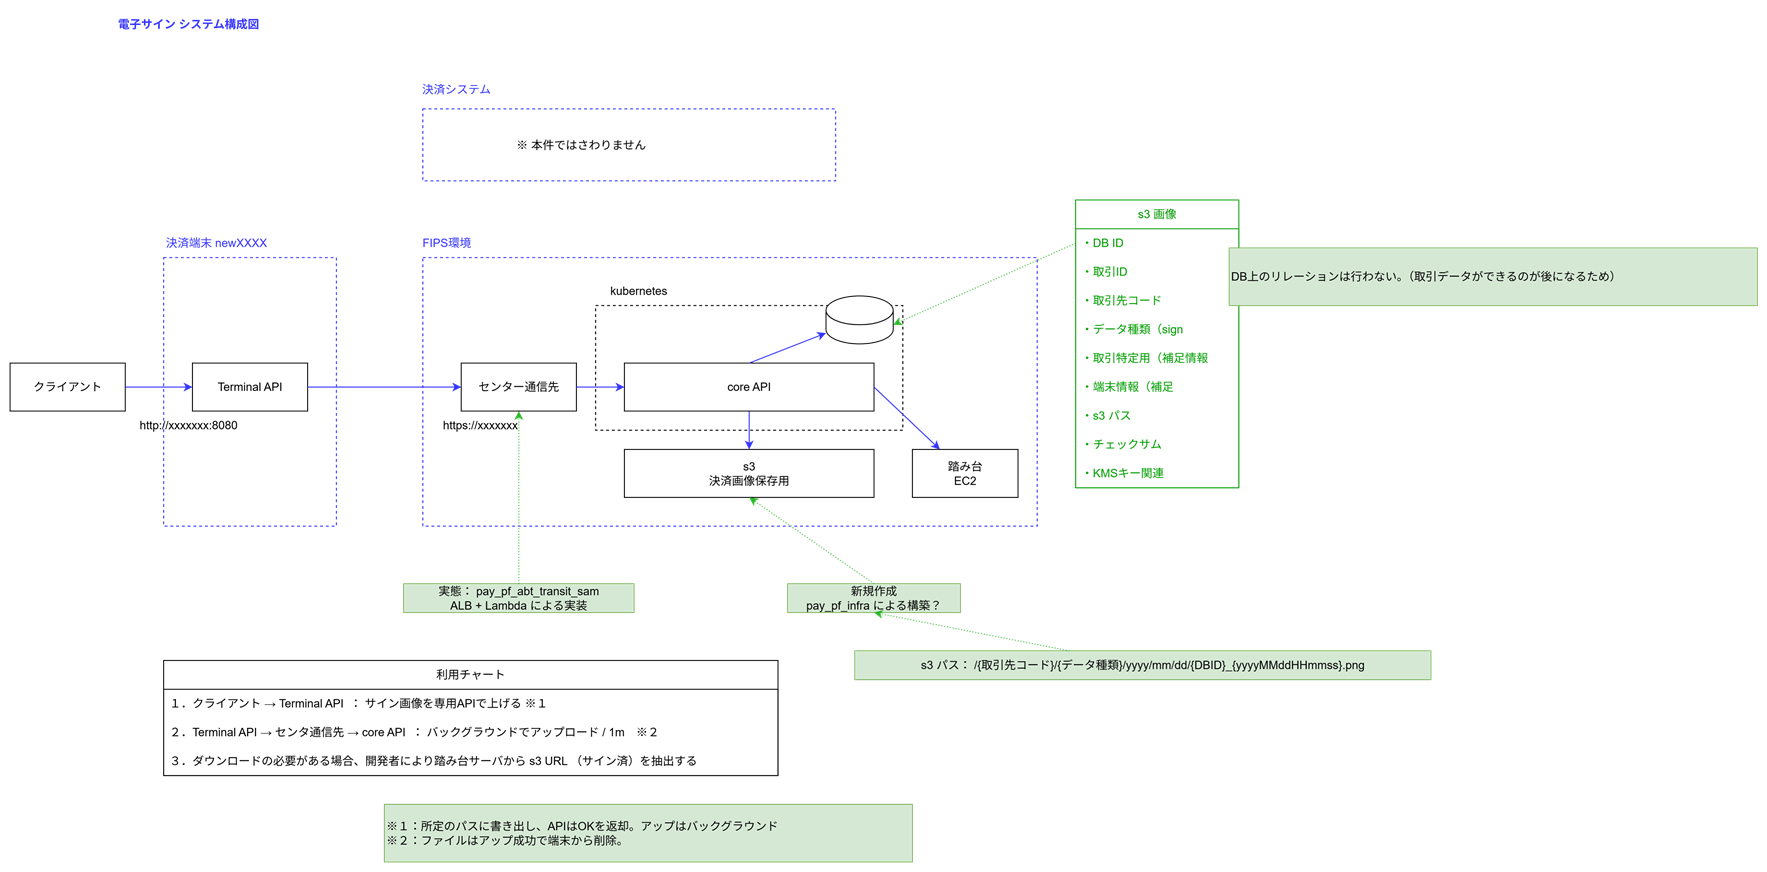 電子サイン システム構成図
決済システム
※ 本件ではさわりません
s3 画像
・DB ID
・取引ID
・取引先コード
・データ種類（sign
・取引特定用（補足情報
・端末情報（補足
・s3 パス
・チェックサム
・KMSキー関連
DB上のリレーションは行わない。（取引データができるのが後になるため）
決済端末 newXXXX
FIPS環境
kubernetes
クライアント
Terminal API
センター通信先
core API
http://xxxxxxx:8080
https://xxxxxxx
s3
決済画像保存用
踏み台
EC2
実態： pay_pf_abt_transit_sam
ALB + Lambda による実装
新規作成
pay_pf_infra による構築？
s3 パス： /{取引先コード}/{データ種類}/yyyy/mm/dd/{DBID}_{yyyyMMddHHmmss}.png
利用チャート
１．クライアント → Terminal API ： サイン画像を専用APIで上げる ※１
２．Terminal API → センタ通信先 → core API ： バックグラウンドでアップロード / 1m　※２
３．ダウンロードの必要がある場合、開発者により踏み台サーバから s3 URL （サイン済）を抽出する
※１：所定のパスに書き出し、APIはOKを返却。アップはバックグラウンド
※２：ファイルはアップ成功で端末から削除。